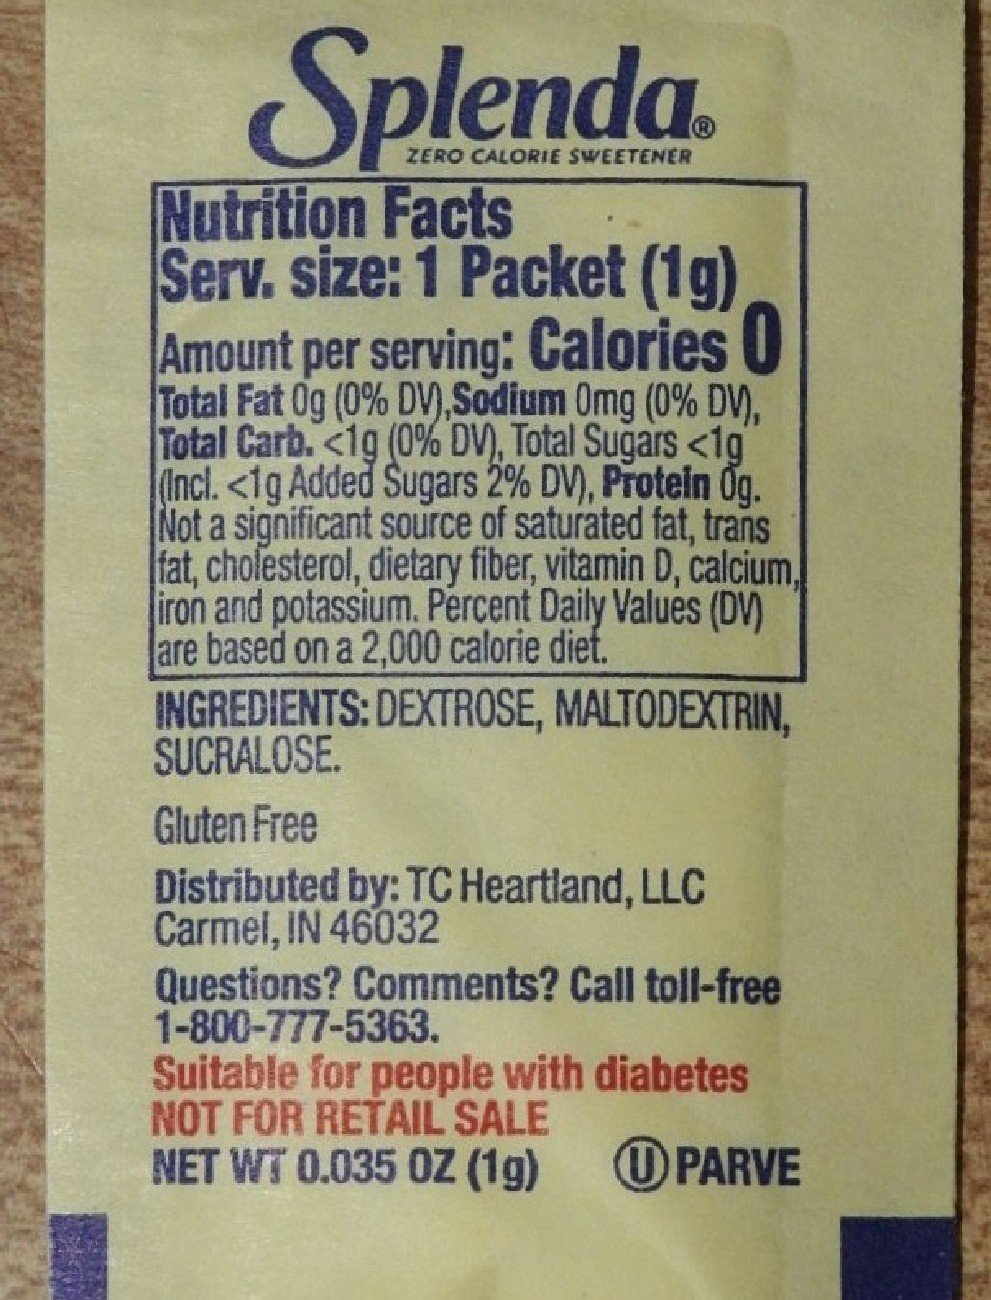 Splenda®
ZERO CALORIE SWEETENER
Nutrition Facts
Serv. size: 1 Packet (1g)
Amount per serving: Calories 0
Total Fat 0g (0% DV),Sodium 0mg (0% DV),
Total Carb. <1g (0% DV), Total Sugars <1g
(Incl. <1g Added Sugars 2% DV), Protein 0g.
Not a significant source of saturated fat, trans
fat, cholesterol, dietary fiber, vitamin D, calcium,
iron and potassium. Percent Daily Values (DV)
are based on a 2,000 calorie diet.
INGREDIENTS: DEXTROSE, MALTODEXTRIN,
SUCRALOSE.
Gluten Free
Distributed by: TC Heartland, LLC
Carmel, IN 46032
Questions? Comments? Call toll-free
1-800-777-5363.
Suitable for people with diabetes
NOT FOR RETAIL SALE
NET WT 0.035 OZ (1g) Ⓤ PARVE